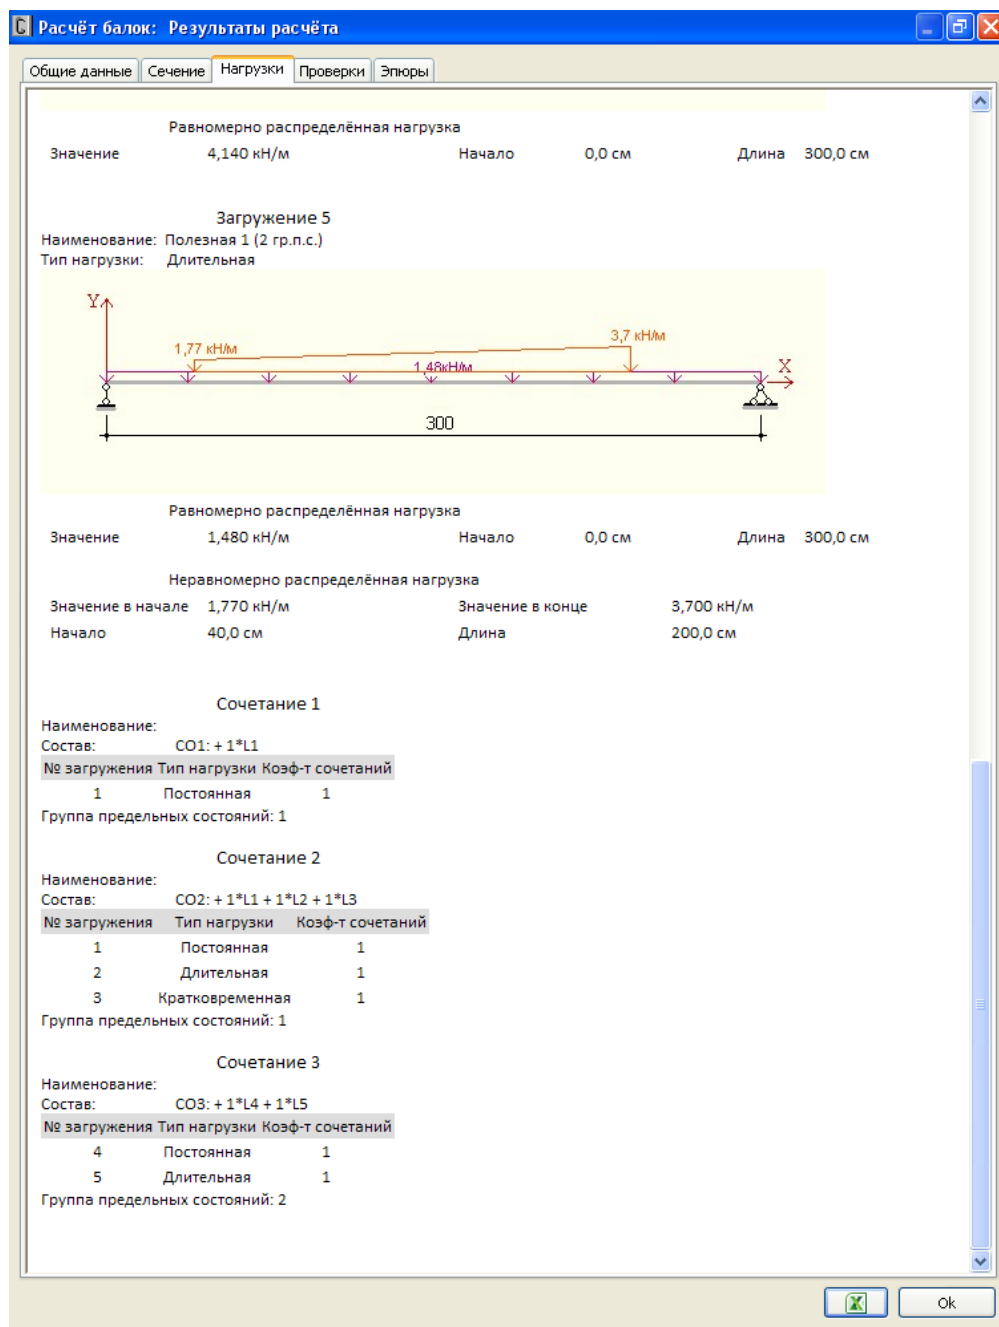 Расчёт балок: Результаты расчёта
Общие данные Сечение Нагрузки Проверки Эпюры
Равномерно распределённая нагрузка
Значение 4,140 кН/м Начало 0,0 см Длина 300,0 см
Загружение 5
Наименование: Полезная 1 (2 гр.п.с.)
Тип нагрузки: Длительная
Y
1,77 кН/м 3,7 кН/м
1,48кН/м X
300
Равномерно распределённая нагрузка
Значение 1,480 кН/м Начало 0,0 см Длина 300,0 см
Неравномерно распределённая нагрузка
Значение в начале 1,770 кН/м Значение в конце 3,700 кН/м
Начало 40,0 см Длина 200,0 см
Сочетание 1
Наименование:
Состав: CO1: + 1*L1
№ загружения Тип нагрузки Коэф-т сочетаний
1 Постоянная 1
Группа предельных состояний: 1
Сочетание 2
Наименование:
Состав: CO2: + 1*L1 + 1*L2 + 1*L3
№ загружения Тип нагрузки Коэф-т сочетаний
1 Постоянная 1
2 Длительная 1
3 Кратковременная 1
Группа предельных состояний: 1
Сочетание 3
Наименование:
Состав: CO3: + 1*L4 + 1*L5
№ загружения Тип нагрузки Коэф-т сочетаний
4 Постоянная 1
5 Длительная 1
Группа предельных состояний: 2
Ok